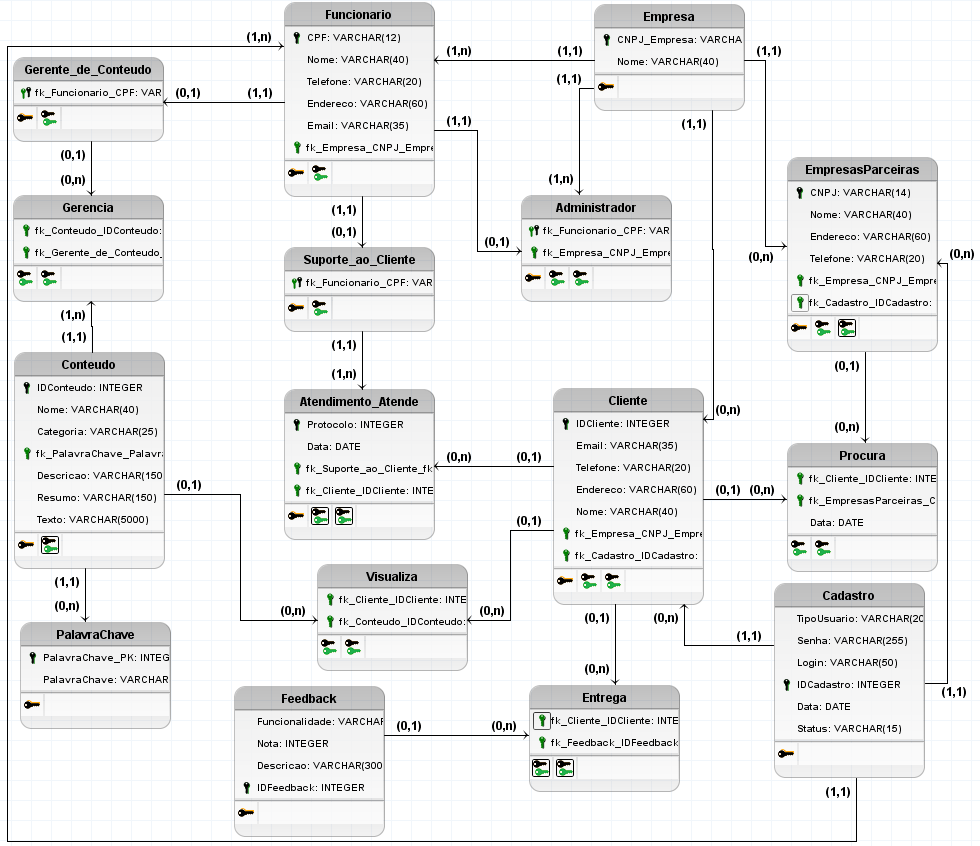 Funcionario
CPF: VARCHAR(12)
Nome: VARCHAR(40)
Telefone: VARCHAR(20)
Endereco: VARCHAR(60)
Email: VARCHAR(35)
fk_Empresa_CNPJ_Empre
Empresa
CNPJ_Empresa: VARCHA
Nome: VARCHAR(40)
(1,n)
(1,n)
(1,1)
(1,1)
(1,1)
(1,1)
Gerente_de_Conteudo
fk_Funcionario_CPF: VAR
(0,1)
(1,1)
(1,1)
(0,1)
(0,n)
Gerencia
fk_Conteudo_IDConteudo:
fk_Gerente_de_Conteudo_
(1,n)
(1,1)
(1,1)
(0,1)
Suporte_ao_Cliente
fk_Funcionario_CPF: VAR
(1,1)
(1,n)
(1,n)
(0,1)
Administrador
fk_Funcionario_CPF: VAR
fk_Empresa_CNPJ_Empre
EmpresasParceiras
CNPJ: VARCHAR(14)
Nome: VARCHAR(40)
Endereco: VARCHAR(60)
Telefone: VARCHAR(20)
fk_Empresa_CNPJ_Empre
fk_Cadastro_IDCadastro:
(0,n)
(0,n)
(0,1)
(0,n)
Conteudo
IDConteudo: INTEGER
Nome: VARCHAR(40)
Categoria: VARCHAR(25)
fk_PalavraChave_Palavra
Descricao: VARCHAR(150
Resumo: VARCHAR(150)
Texto: VARCHAR(5000)
(0,1)
(1,1)
(0,n)
Atendimento_Atende
Protocolo: INTEGER
Data: DATE
fk_Suporte_ao_Cliente_fk
fk_Cliente_IDCliente: INTE
(0,n)
(0,1)
(0,1)
Cliente
IDCliente: INTEGER
Email: VARCHAR(35)
Telefone: VARCHAR(20)
Endereco: VARCHAR(60)
Nome: VARCHAR(40)
fk_Empresa_CNPJ_Empre
fk_Cadastro_IDCadastro:
(0,n)
(0,1)
(0,n)
Procura
fk_Cliente_IDCliente: INTE
fk_EmpresasParceiras_C
Data: DATE
Visualiza
fk_Cliente_IDCliente: INTE
fk_Conteudo_IDConteudo:
(0,n)
(0,n)
(0,1)
(0,n)
(0,n)
(1,1)
PalavraChave
PalavraChave_PK: INTEG
PalavraChave: VARCHAR
Cadastro
TipoUsuario: VARCHAR(20
Senha: VARCHAR(255)
Login: VARCHAR(50)
IDCadastro: INTEGER
Data: DATE
Status: VARCHAR(15)
(1,1)
(1,1)
Feedback
Funcionalidade: VARCHAR
Nota: INTEGER
Descricao: VARCHAR(300
IDFeedback: INTEGER
(0,1)
(0,n)
Entrega
fk_Cliente_IDCliente: INTE
fk_Feedback_IDFeedback